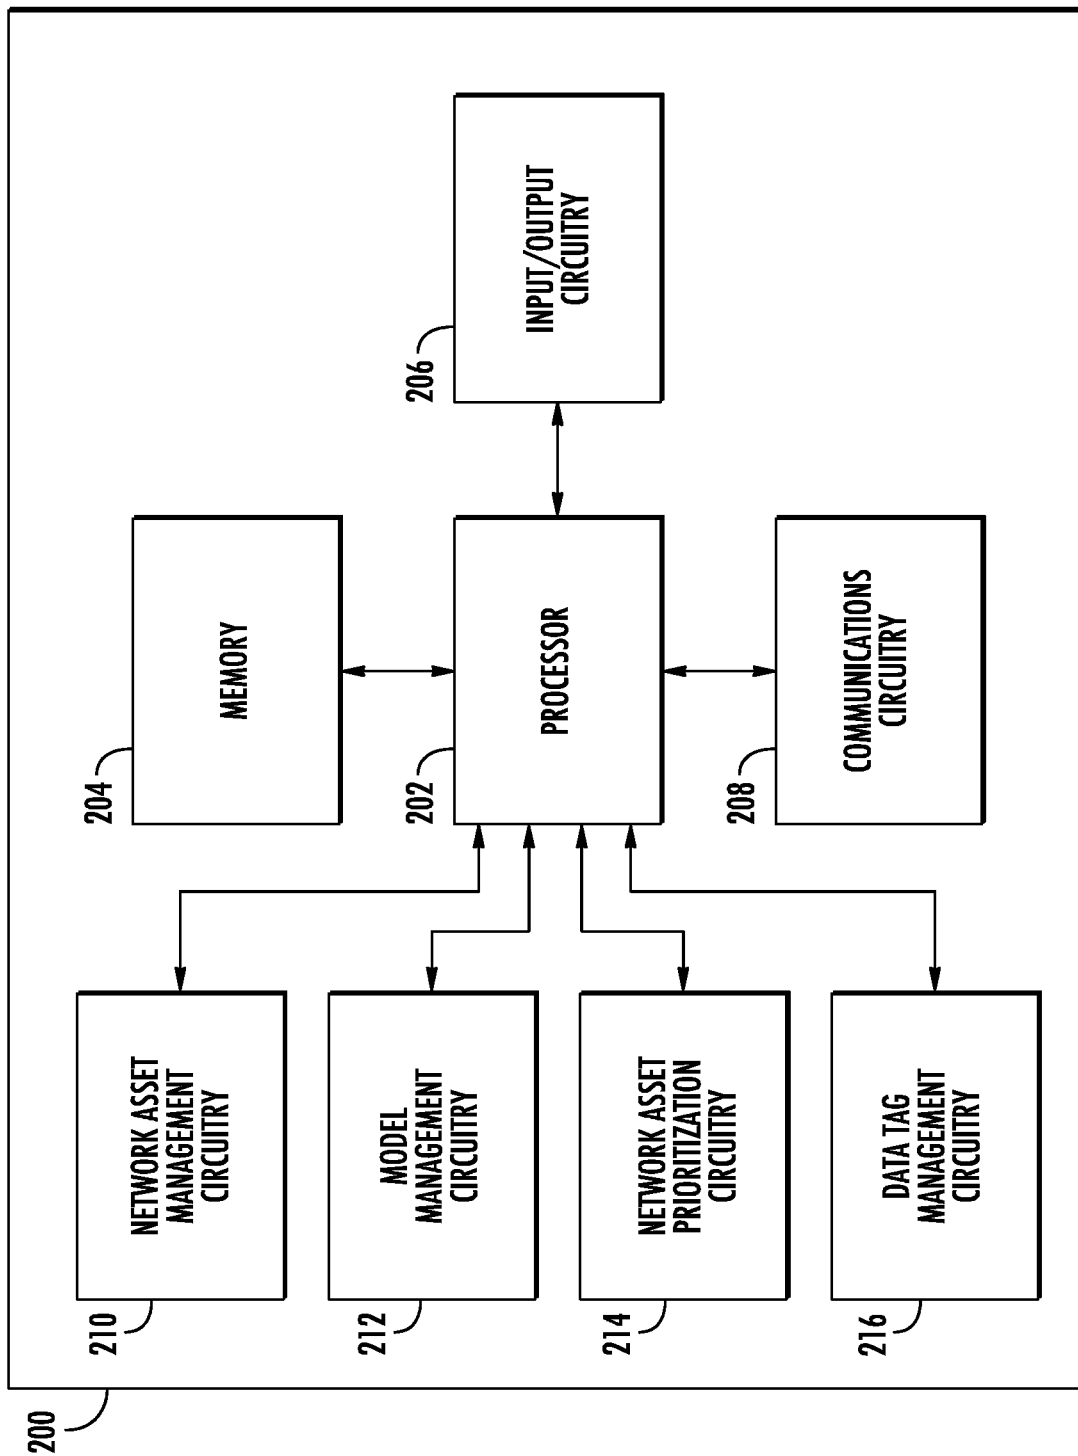 200
210
NETWORK ASSET
MANAGEMENT
CIRCUITRY
212
MODEL
MANAGEMENT
CIRCUITRY
214
NETWORK ASSET
PRIORITIZATION
CIRCUITRY
216
DATA TAG
MANAGEMENT
CIRCUITRY
204
MEMORY
202
PROCESSOR
208
COMMUNICATIONS
CIRCUITRY
206
INPUT/OUTPUT
CIRCUITRY